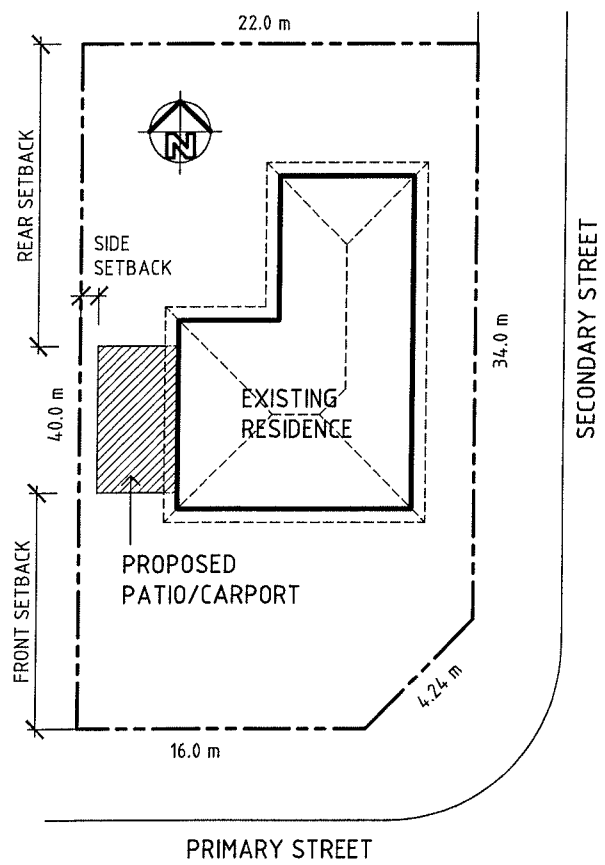 22.0 m
N
REAR SETBACK
SIDE
SETBACK
SECONDARY STREET
34.0 m
40.0 m
EXISTING
RESIDENCE
PROPOSED
PATIO/CARPORT
FRONT SETBACK
4.24 m
16.0 m
PRIMARY STREET